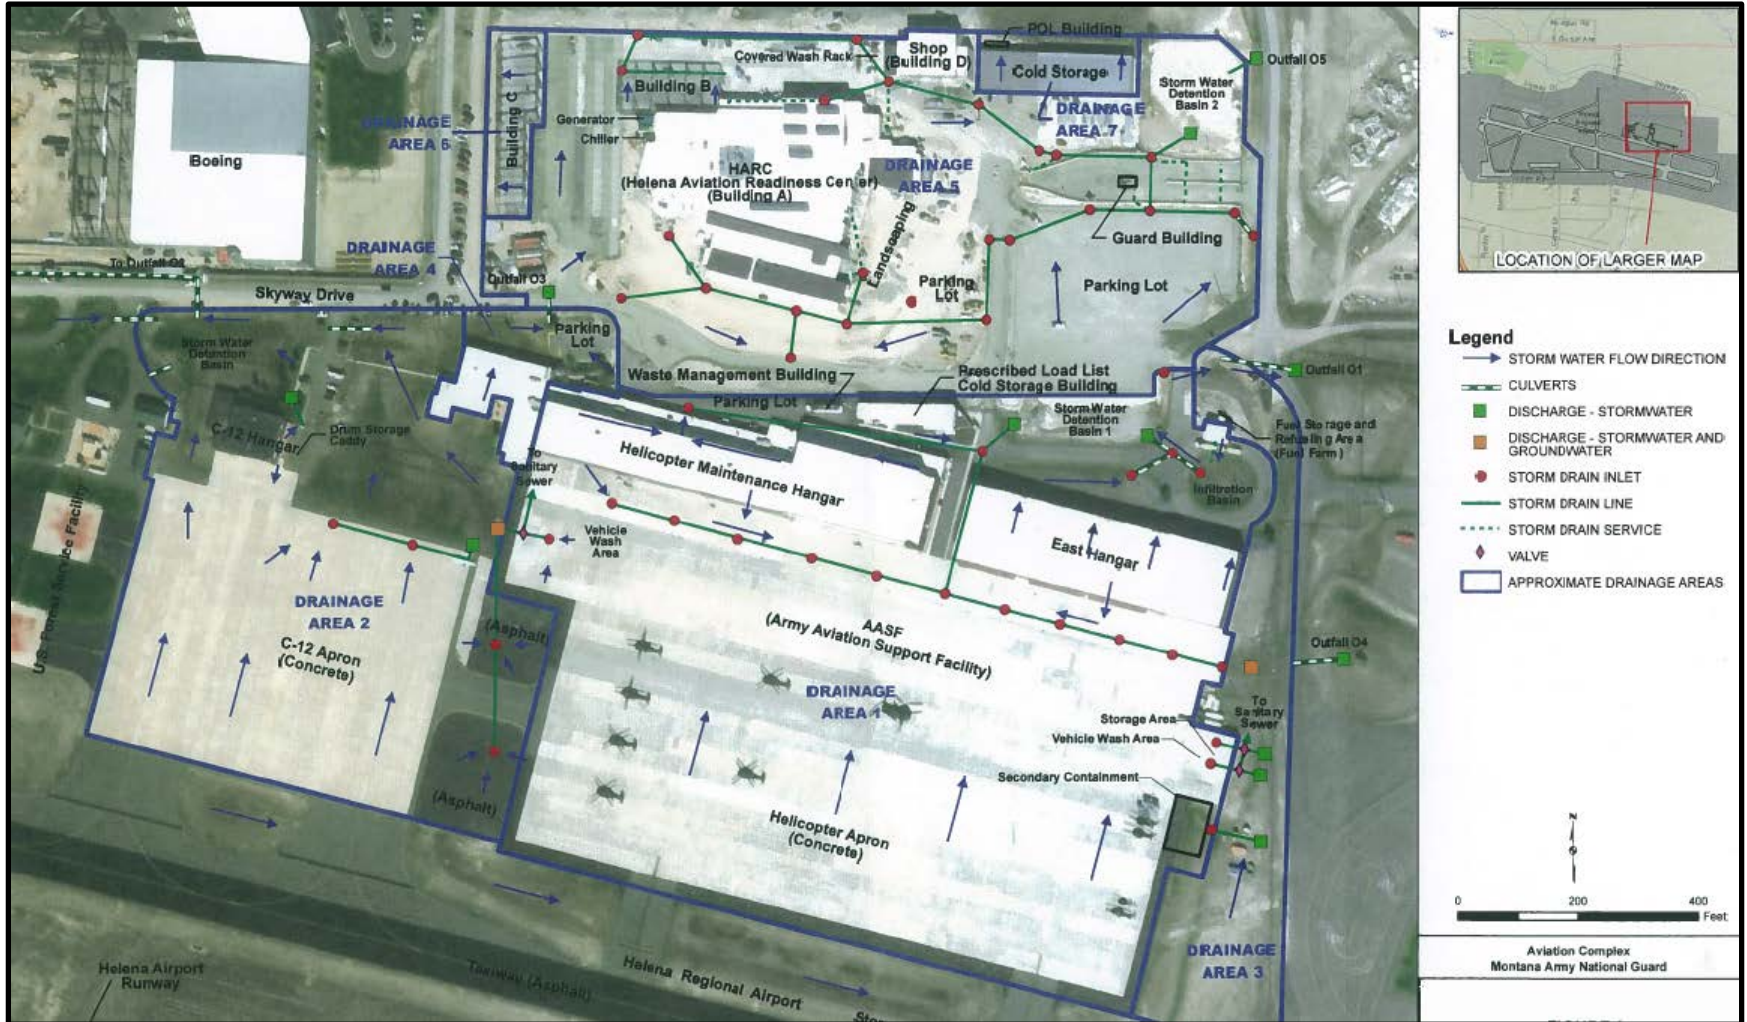 POL Building
Shop
(Building D)
Covered Wash Rack
Outfall O5
Cold Storage
Building B
Storm Water
Detention
Basin 2
Building C
DRAINAGE
AREA 6
Generator
Chiller
DRAINAGE
AREA 7
Boeing
HARC
(Helena Aviation Readiness Center)
(Building A)
DRAINAGE
AREA 5
Landscaping
Guard Building
DRAINAGE
AREA 4
To Outfall O2
Outfall O3
Skyway Drive
Parking
Lot
Parking Lot
Parking
Lot
Storm Water
Detention
Basin
Waste Management Building
Prescribed Load List
Cold Storage Building
Outfall O1
Parking Lot
Storm Water
Detention
Basin 1
Fuel Storage and
Refueling Area
(Fuel Farm)
C-12 Hangar
Drum Storage
Caddy
To
Sanitary
Sewer
Helicopter Maintenance Hangar
Infiltration
Basin
U.S. Forest Service Facility
Vehicle
Wash
Area
East Hangar
DRAINAGE
AREA 2
(Asphalt)
AASF
(Army Aviation Support Facility)
Outfall O4
C-12 Apron
(Concrete)
DRAINAGE
AREA 1
To
Sanitary
Sewer
Storage Area
Vehicle Wash Area
Secondary Containment
(Asphalt)
Helicopter Apron
(Concrete)
DRAINAGE
AREA 3
Helena Airport
Runway
Taxiway (Asphalt)
Helena Regional Airport
LOCATION OF LARGER MAP
Legend
STORM WATER FLOW DIRECTION
CULVERTS
DISCHARGE - STORMWATER
DISCHARGE - STORMWATER AND
GROUNDWATER
STORM DRAIN INLET
STORM DRAIN LINE
STORM DRAIN SERVICE
VALVE
APPROXIMATE DRAINAGE AREAS
N
0 200 400
Feet
Aviation Complex
Montana Army National Guard